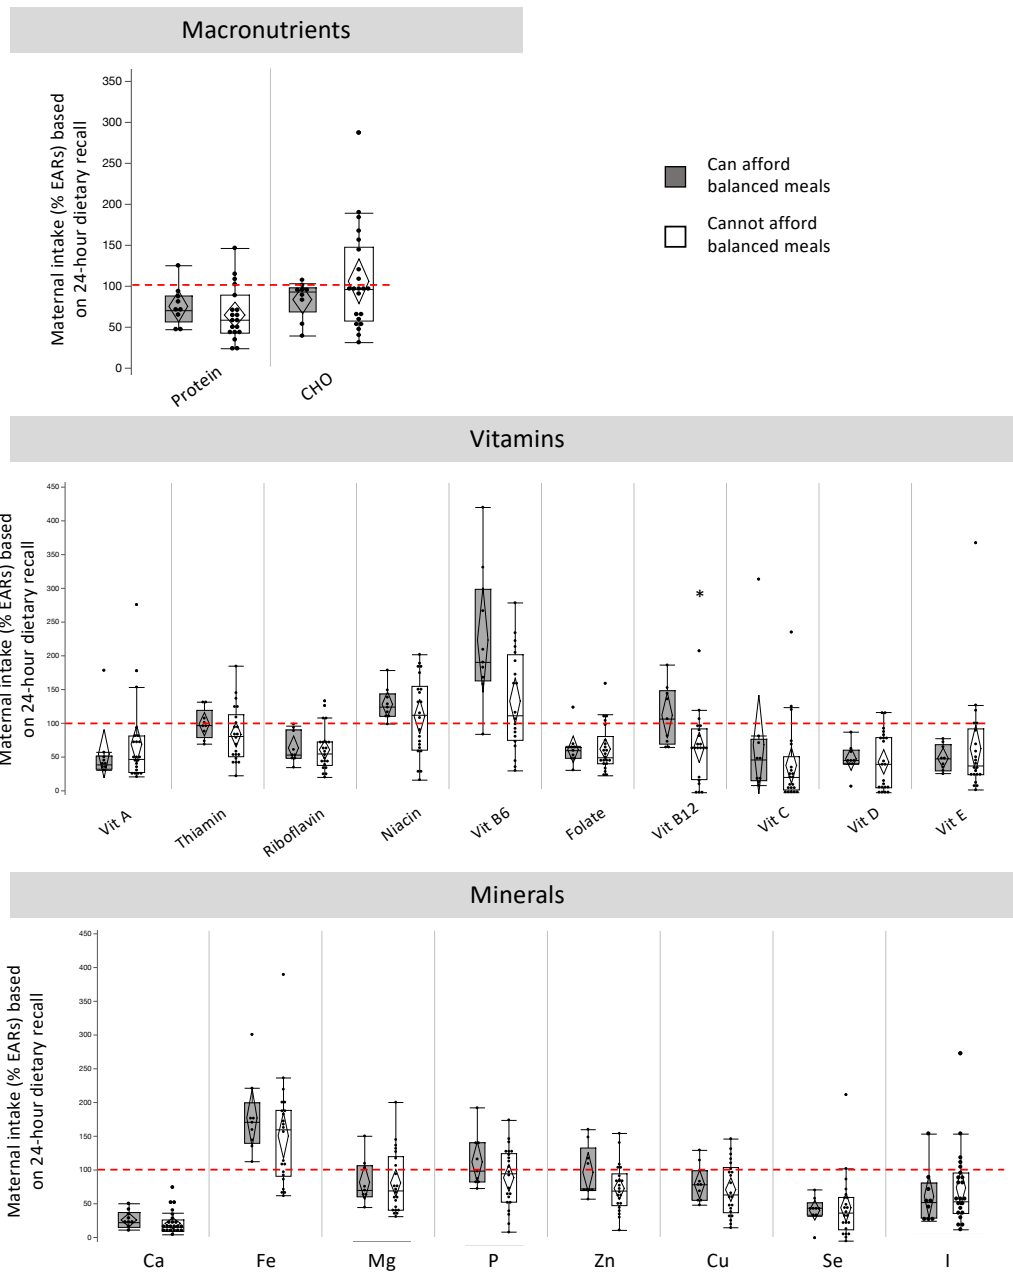 Macronutrients
Maternal intake (% EARs) based
on 24-hour dietary recall
350
300
250
200
150
100
50
0
Protein
CHO
Can afford
balanced meals
Cannot afford
balanced meals
Vitamins
Maternal intake (% EARs) based
on 24-hour dietary recall
450
400
350
300
250
200
150
100
50
0
*
Vit A
Thiamin
Riboflavin
Niacin
Vit B6
Folate
Vit B12
Vit C
Vit D
Vit E
Minerals
Maternal intake (% EARs) based
on 24-hour dietary recall
450
400
350
300
250
200
150
100
50
0
Ca
Fe
Mg
P
Zn
Cu
Se
I